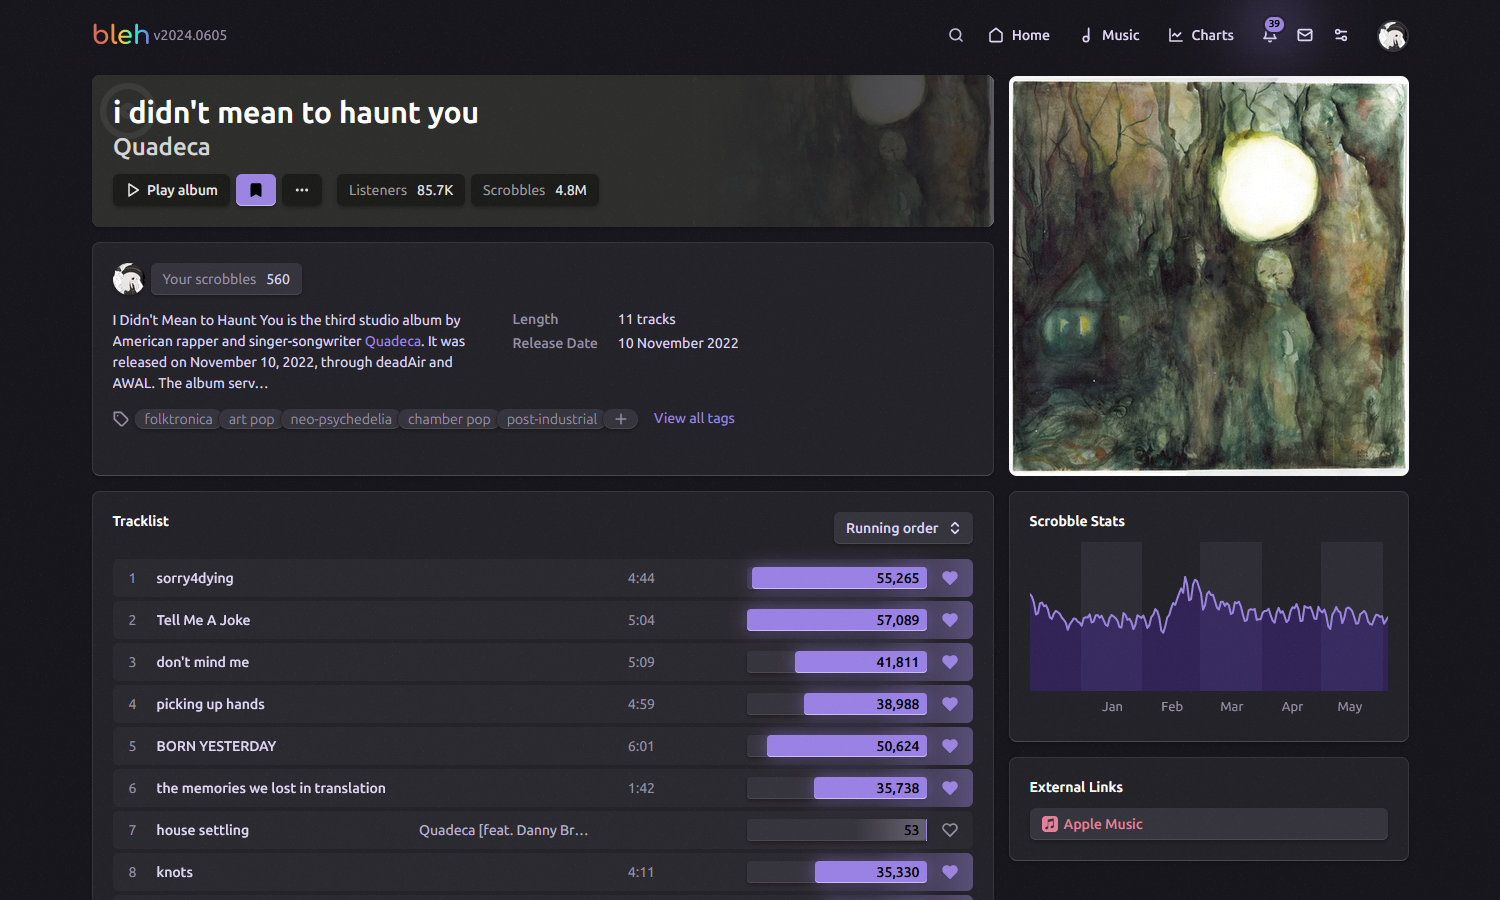 bleh v2024.0605
Home
Music
Charts
39
i didn't mean to haunt you
Quadeca
Play album
Listeners 85.7K
Scrobbles 4.8M
Your scrobbles 560
I Didn't Mean to Haunt You is the third studio album by
American rapper and singer-songwriter Quadeca. It was
released on November 10, 2022, through deadAir and
AWAL. The album serv…
Length 11 tracks
Release Date 10 November 2022
folktronica art pop neo-psychedelia chamber pop post-industrial + View all tags
Tracklist
Running order
1 sorry4dying 4:44 55,265
2 Tell Me A Joke 5:04 57,089
3 don't mind me 5:09 41,811
4 picking up hands 4:59 38,988
5 BORN YESTERDAY 6:01 50,624
6 the memories we lost in translation 1:42 35,738
7 house settling Quadeca [feat. Danny Br… 53
8 knots 4:11 35,330
Scrobble Stats
Jan Feb Mar Apr May
External Links
Apple Music